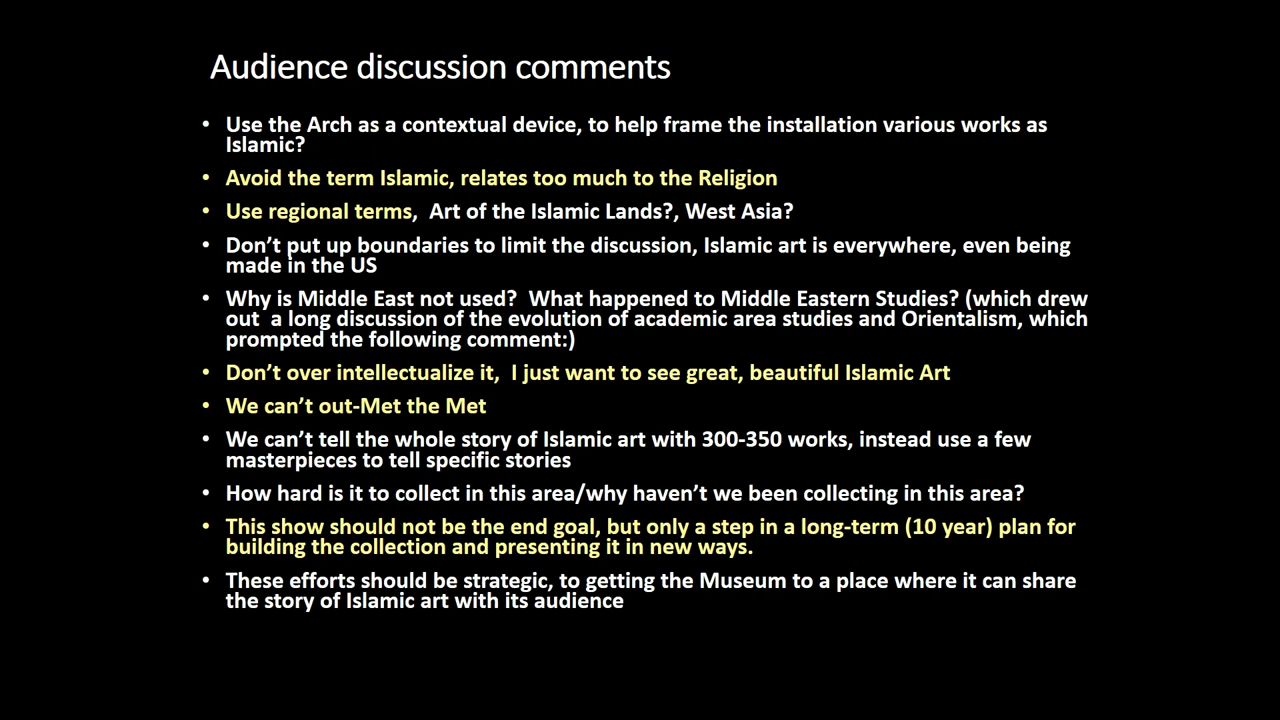 Audience discussion comments
• Use the Arch as a contextual device, to help frame the installation various works as
Islamic?
• Avoid the term Islamic, relates too much to the Religion
• Use regional terms,  Art of the Islamic Lands?, West Asia?
• Don’t put up boundaries to limit the discussion, Islamic art is everywhere, even being
made in the US
• Why is Middle East not used?  What happened to Middle Eastern Studies? (which drew
out  a long discussion of the evolution of academic area studies and Orientalism, which
prompted the following comment:)
• Don’t over intellectualize it,  I just want to see great, beautiful Islamic Art
• We can’t out-Met the Met
• We can’t tell the whole story of Islamic art with 300-350 works, instead use a few
masterpieces to tell specific stories
• How hard is it to collect in this area/why haven’t we been collecting in this area?
• This show should not be the end goal, but only a step in a long-term (10 year) plan for
building the collection and presenting it in new ways.
• These efforts should be strategic, to getting the Museum to a place where it can share
the story of Islamic art with its audience